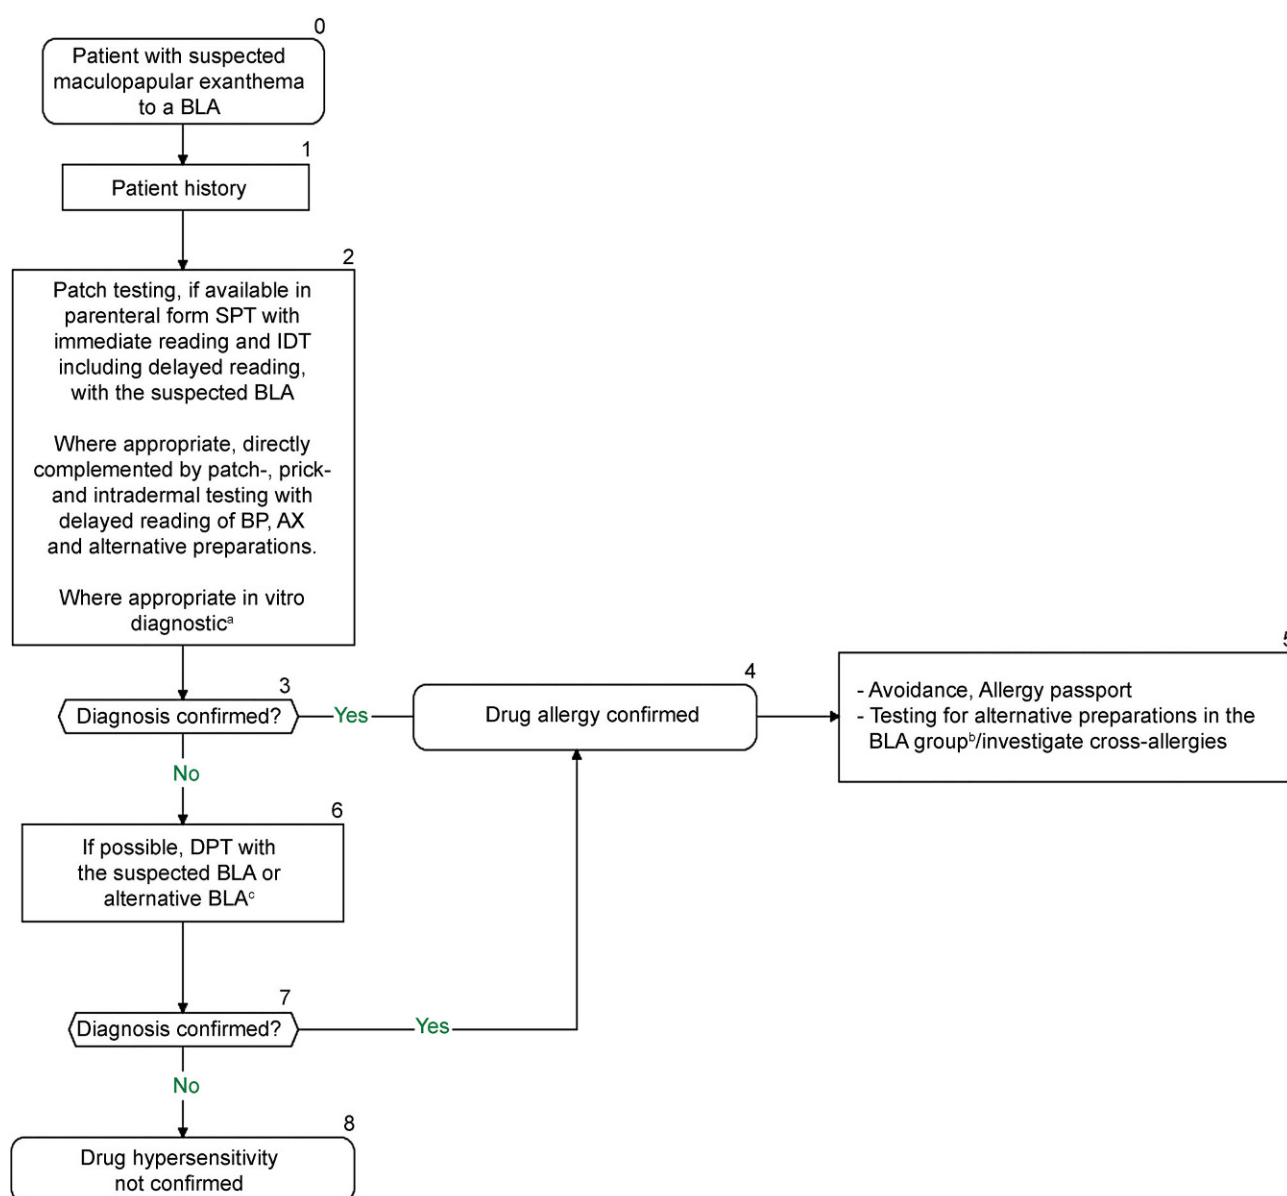 0
Patient with suspected
maculopapular exanthema
to a BLA
1
Patient history
2
Patch testing, if available in
parenteral form SPT with
immediate reading and IDT
including delayed reading,
with the suspected BLA
Where appropriate, directly
complemented by patch-, prick-
and intradermal testing with
delayed reading of BP, AX
and alternative preparations.
Where appropriate in vitro
diagnosticᵃ
3
Diagnosis confirmed?
Yes
4
Drug allergy confirmed
5
- Avoidance, Allergy passport
- Testing for alternative preparations in the
BLA groupᵇ/investigate cross-allergies
No
6
If possible, DPT with
the suspected BLA or
alternative BLAᶜ
7
Diagnosis confirmed?
Yes
No
8
Drug hypersensitivity
not confirmed